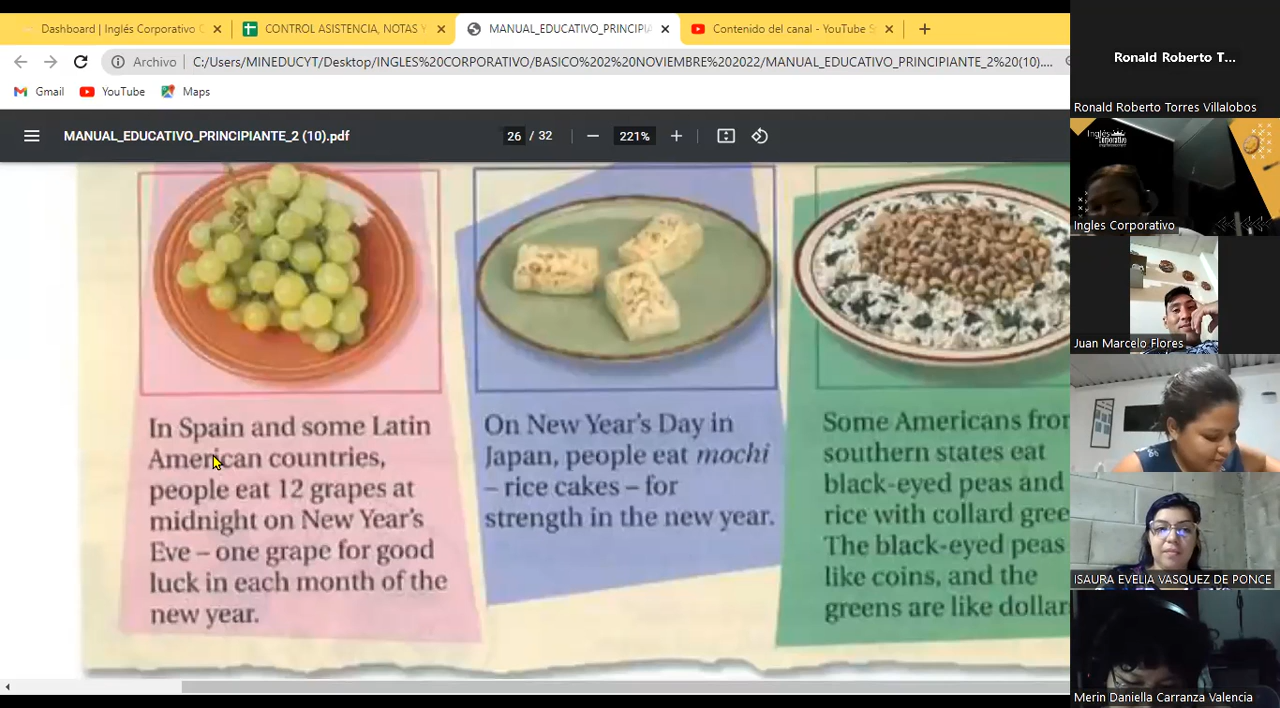 Dashboard | Inglés Corporativo
CONTROL ASISTENCIA, NOTAS Y
MANUAL_EDUCATIVO_PRINCIPIA
Contenido del canal - YouTube S
Archivo
C:/Users/MINEDUCYT/Desktop/INGLES%20CORPORATIVO/BASICO%202%20NOVIEMBRE%202022/MANUAL_EDUCATIVO_PRINCIPIANTE_2%20(10)....
Gmail
YouTube
Maps
MANUAL_EDUCATIVO_PRINCIPIANTE_2 (10).pdf
26 / 32
221%
In Spain and some Latin
American countries,
people eat 12 grapes at
midnight on New Year's
Eve – one grape for good
luck in each month of the
new year.
On New Year's Day in
Japan, people eat mochi
– rice cakes – for
strength in the new year.
Some Americans from
southern states eat
black-eyed peas and
rice with collard gree
The black-eyed peas
like coins, and the
greens are like dollar
Ronald Roberto T...
Ronald Roberto Torres Villalobos
Inglés
Corporativo
Ingles Corporativo
Juan Marcelo Flores
ISAURA EVELIA VASQUEZ DE PONCE
Merin Daniella Carranza Valencia